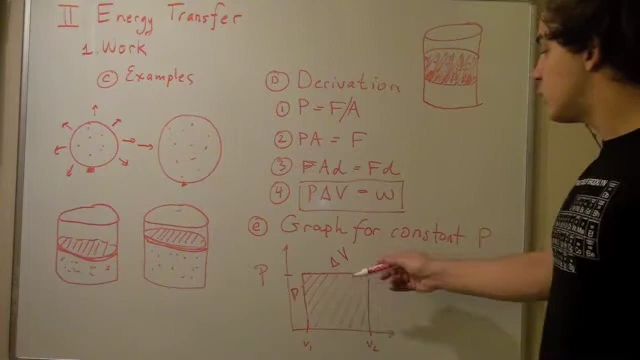 II Energy Transfer
1. Work
c Examples
D Derivation
1 P = F/A
2 PA = F
3 PAd = Fd
4 PΔV = W
e Graph for constant P
ΔV
P
P
V₁ V₂